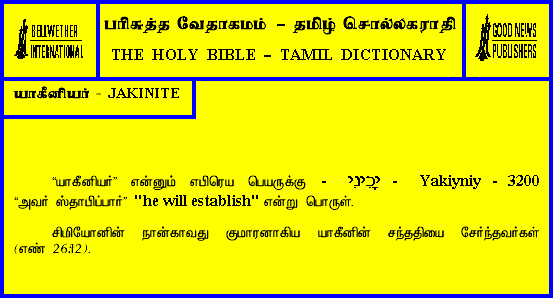 BELLWETHER
INTERNATIONAL
பரிசுத்த வேதாகமம் – தமிழ் சொல்லகராதி
THE HOLY BIBLE – TAMIL DICTIONARY
GOOD NEWS
PUBLISHERS
யாகீனியர் - JAKINITE
“யாகீனியர்” என்னும் எபிரெய பெயருக்கு - יָכִינִי - Yakiyniy - 3200
“அவர் ஸ்தாபிப்பார்” "he will establish" என்று பொருள்.
சிமியோனின் நான்காவது குமாரனாகிய யாகீனின் சந்ததியை சேர்ந்தவர்கள்
(எண் 26:12).